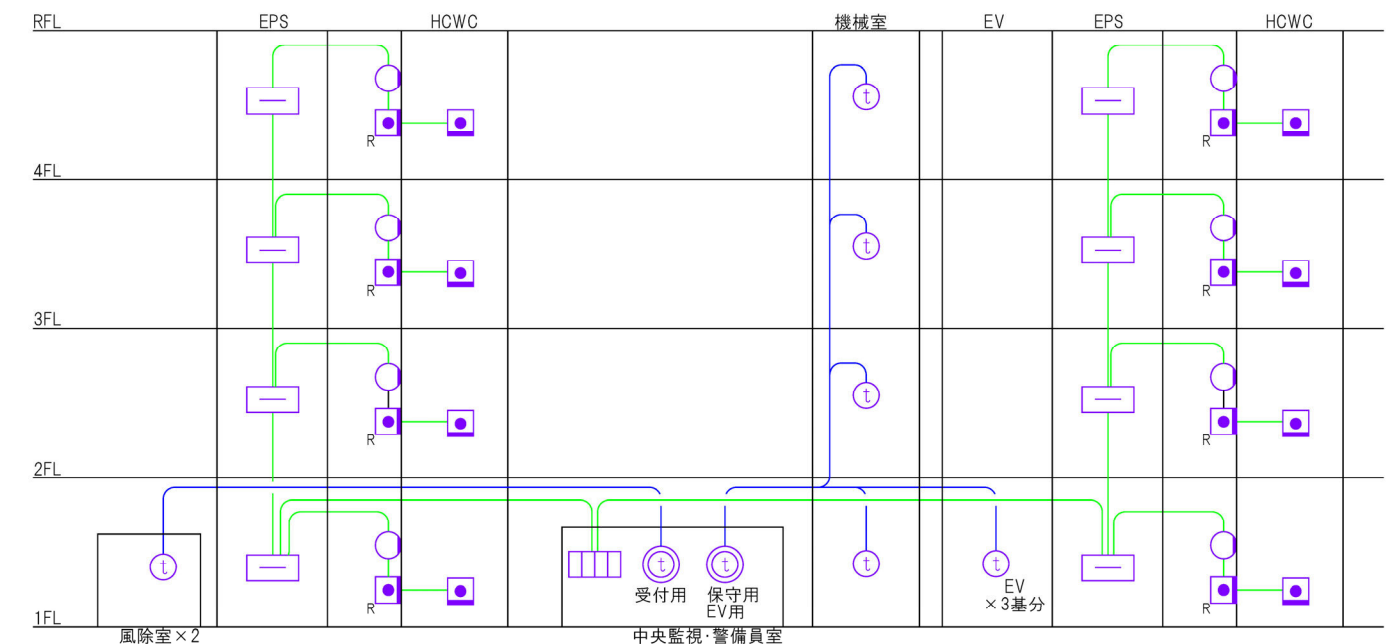 RFL EPS HCWC 機械室 EV EPS HCWC
t
R R
4FL
t
R R
3FL
t
R R
2FL
t t t t t
受付用 保守用 EV
EV用 ×3基分
R R
1FL
風除室×2 中央監視・警備員室